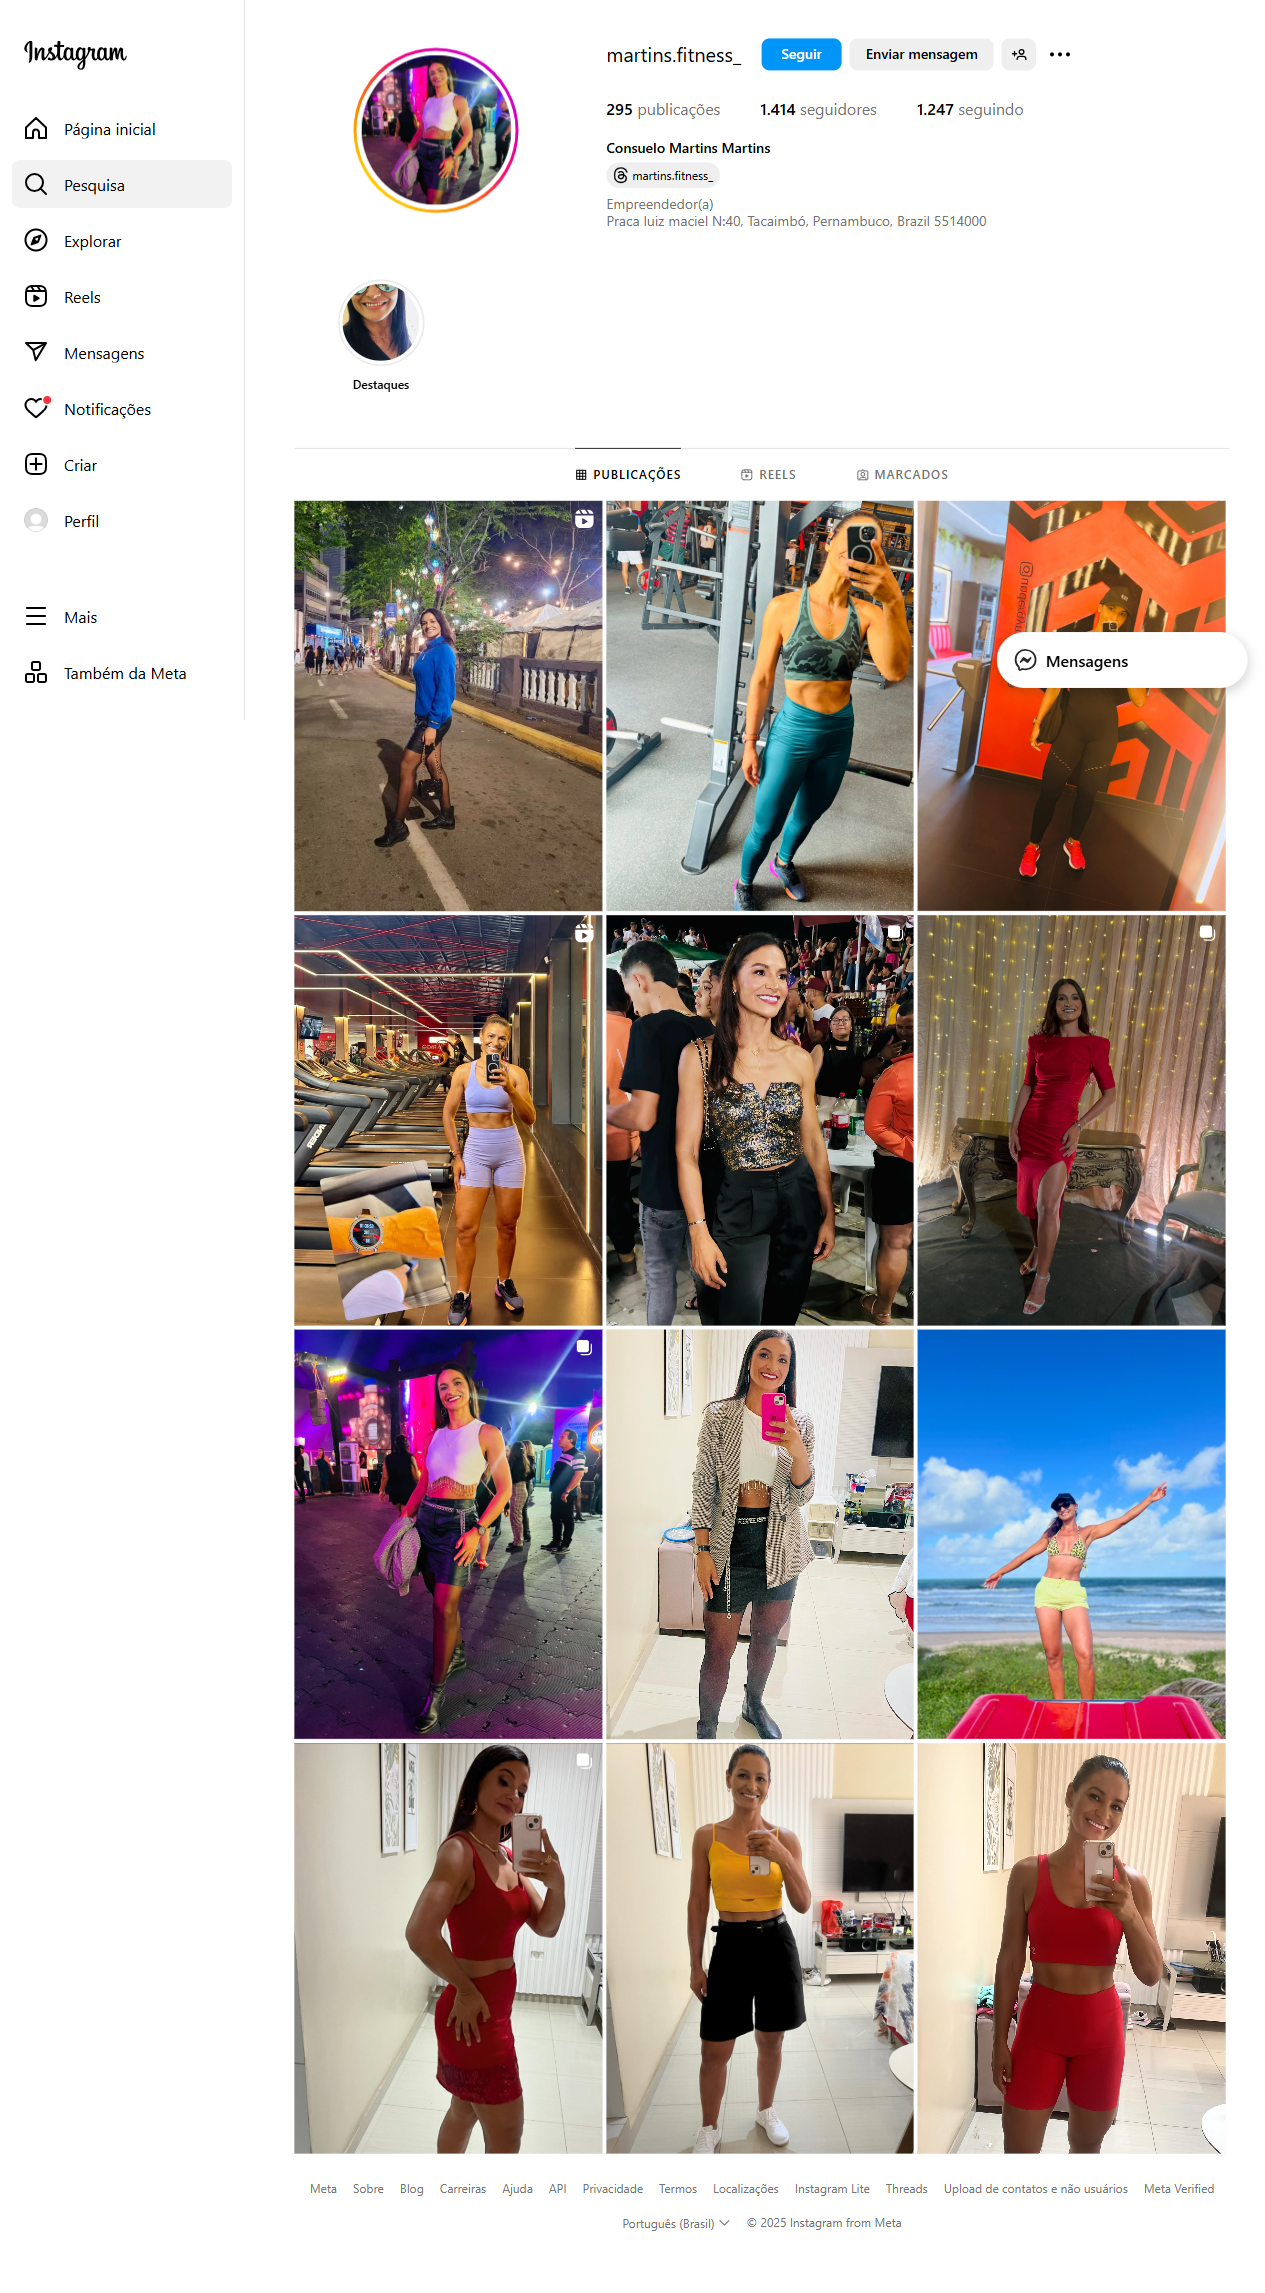 Instagram
Página inicial
Pesquisa
Explorar
Reels
Mensagens
Notificações
Criar
Perfil
Mais
Também da Meta
martins.fitness_
Seguir
Enviar mensagem
295 publicações
1.414 seguidores
1.247 seguindo
Consuelo Martins Martins
martins.fitness_
Empreendedor(a)
Praca luiz maciel N:40, Tacaimbó, Pernambuco, Brazil 5514000
Destaques
PUBLICAÇÕES
REELS
MARCADOS
Mensagens
Meta
Sobre
Blog
Carreiras
Ajuda
API
Privacidade
Termos
Localizações
Instagram Lite
Threads
Upload de contatos e não usuários
Meta Verified
Português (Brasil)
© 2025 Instagram from Meta